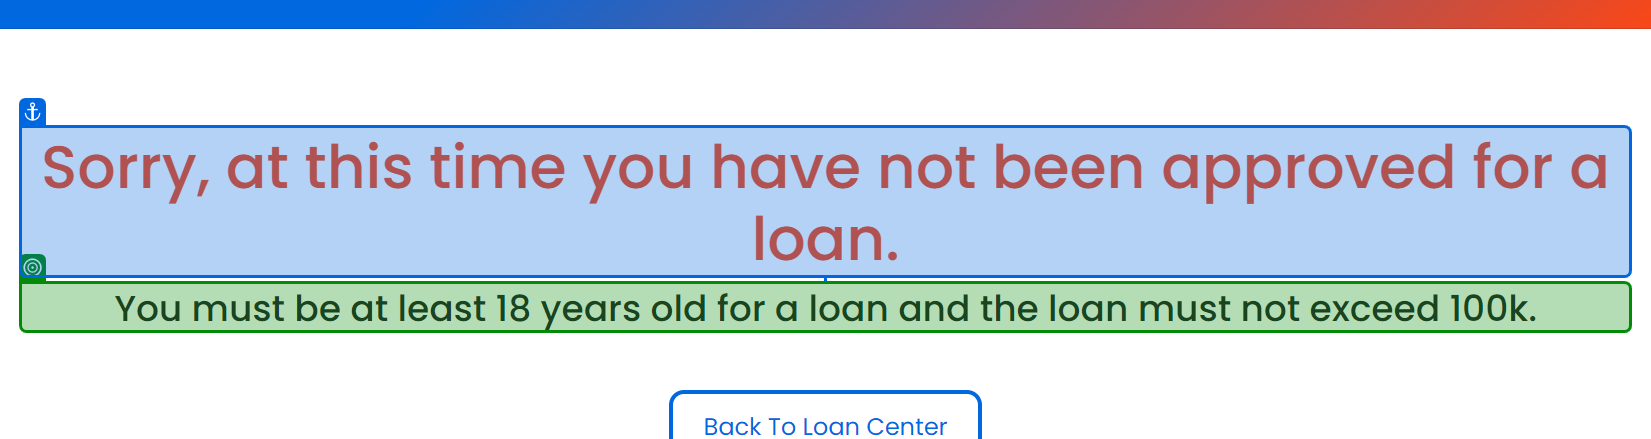 Sorry, at this time you have not been approved for a
loan.
You must be at least 18 years old for a loan and the loan must not exceed 100k.
Back To Loan Center